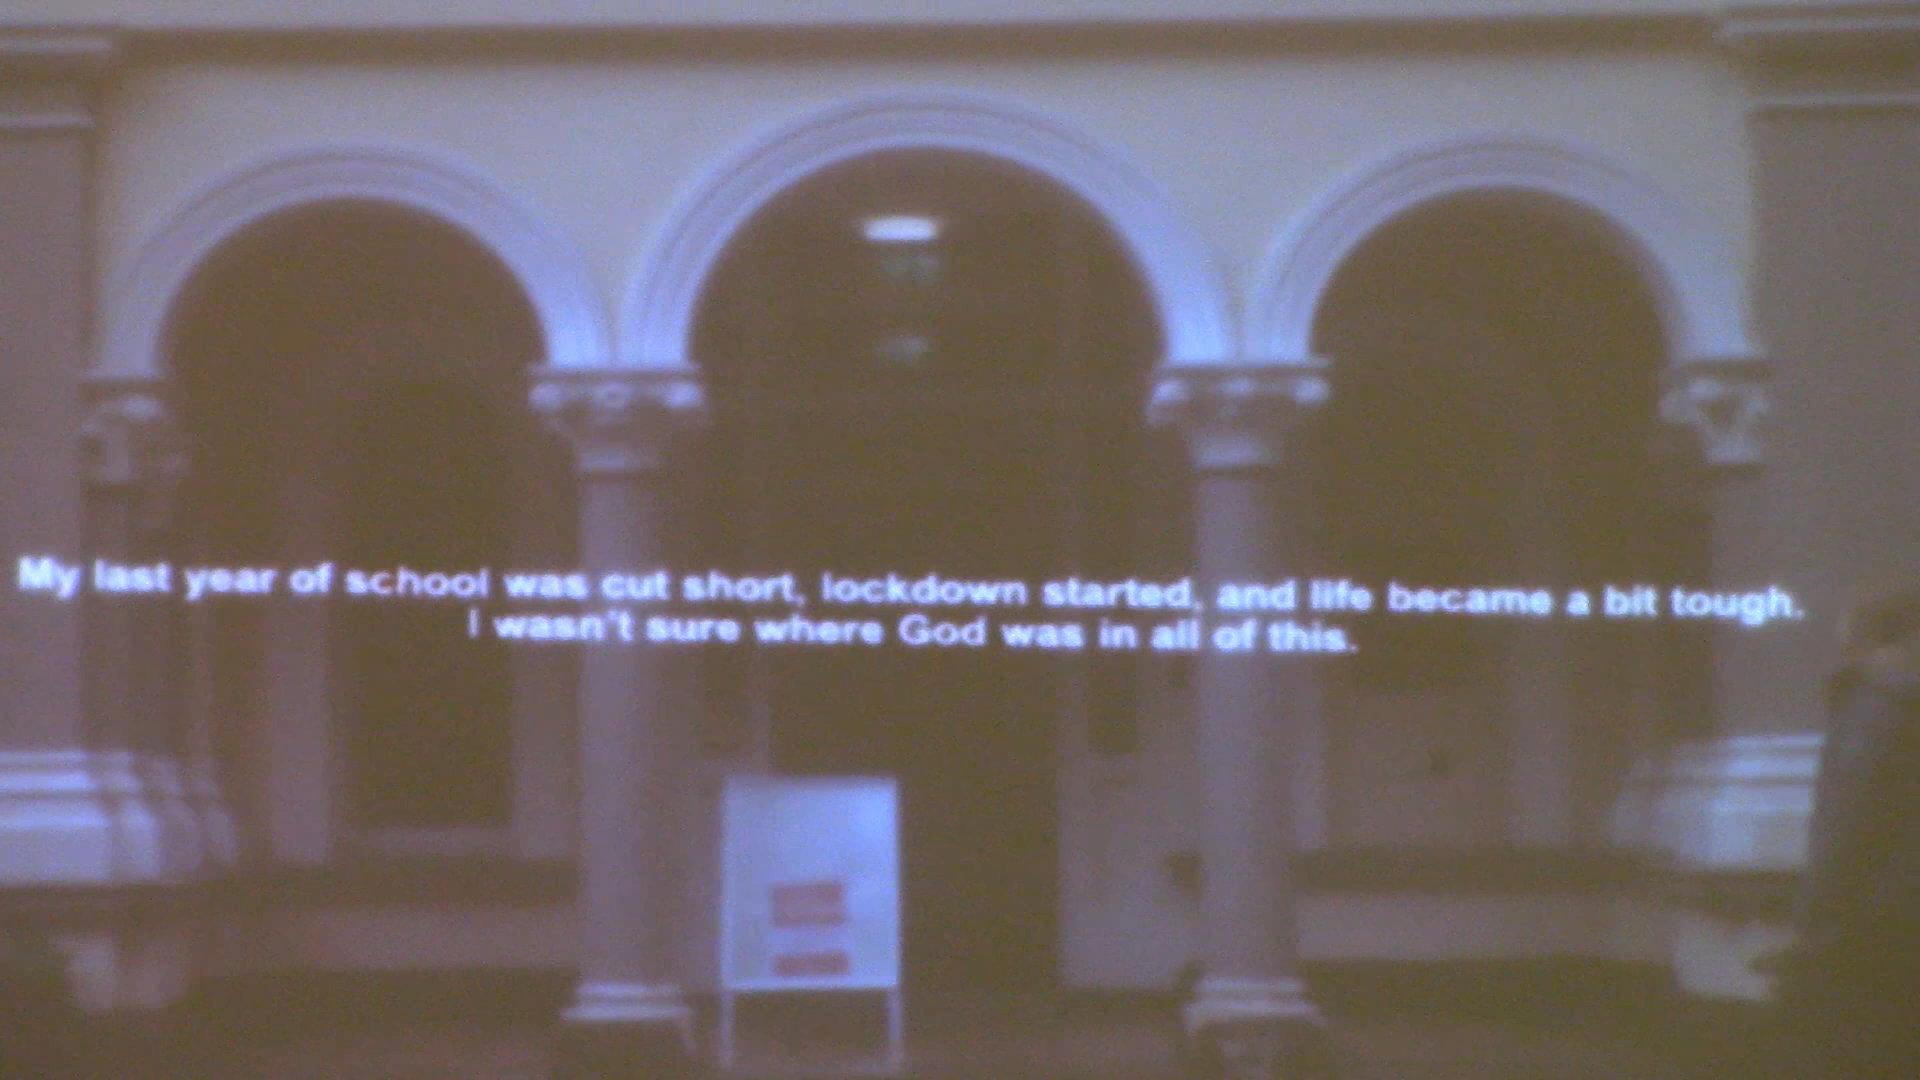 My last year of school was cut short, lockdown started, and life became a bit tough.
I wasn't sure where God was in all of this.